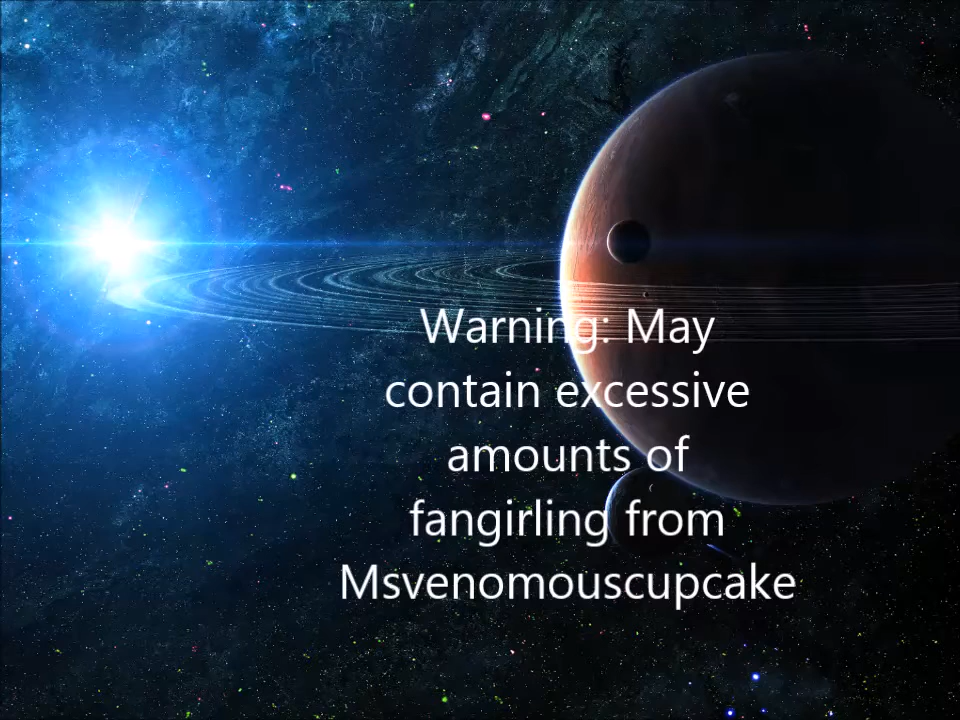 Warning: May
contain excessive
amounts of
fangirling from
Msvenomouscupcake